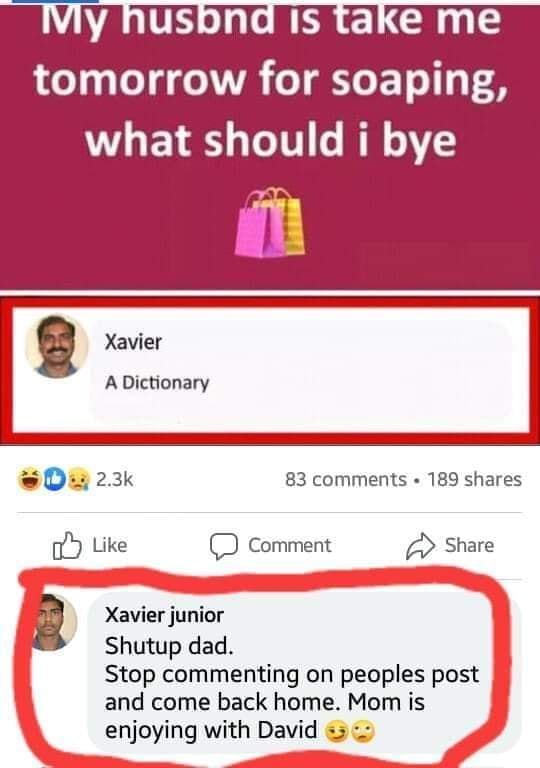 My husbnd is take me
tomorrow for soaping,
what should i bye
Xavier
A Dictionary
2.3k
83 comments • 189 shares
Like
Comment
Share
Xavier junior
Shutup dad.
Stop commenting on peoples post
and come back home. Mom is
enjoying with David